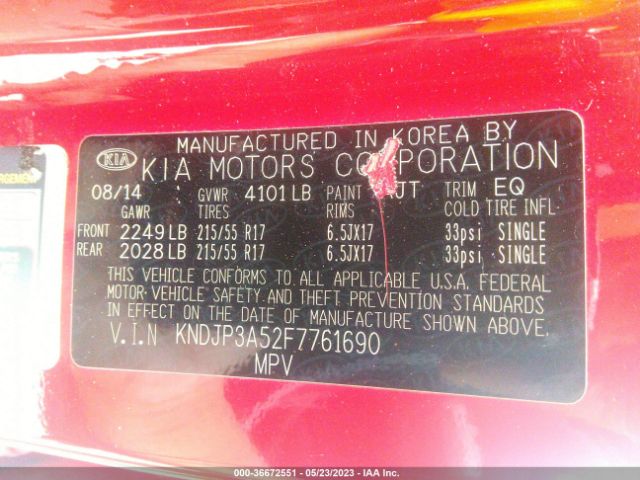 ARGEMENT
KIA
MANUFACTURED IN KOREA BY
KIA MOTORS CORPORATION
08/14 GVWR 4101 LB PAINT JT TRIM EQ
GAWR TIRES RIMS COLD TIRE INFL.
FRONT 2249 LB 215/55 R17 6.5JX17 33psi SINGLE
REAR 2028 LB 215/55 R17 6.5JX17 33psi SINGLE
THIS VEHICLE CONFORMS TO ALL APPLICABLE U.S.A. FEDERAL
MOTOR VEHICLE SAFETY AND THEFT PREVENTION STANDARDS
IN EFFECT ON THE DATE OF MANUFACTURE SHOWN ABOVE.
V.I.N KNDJP3A52F7761690
MPV
000-36672551 - 05/23/2023 - IAA Inc.